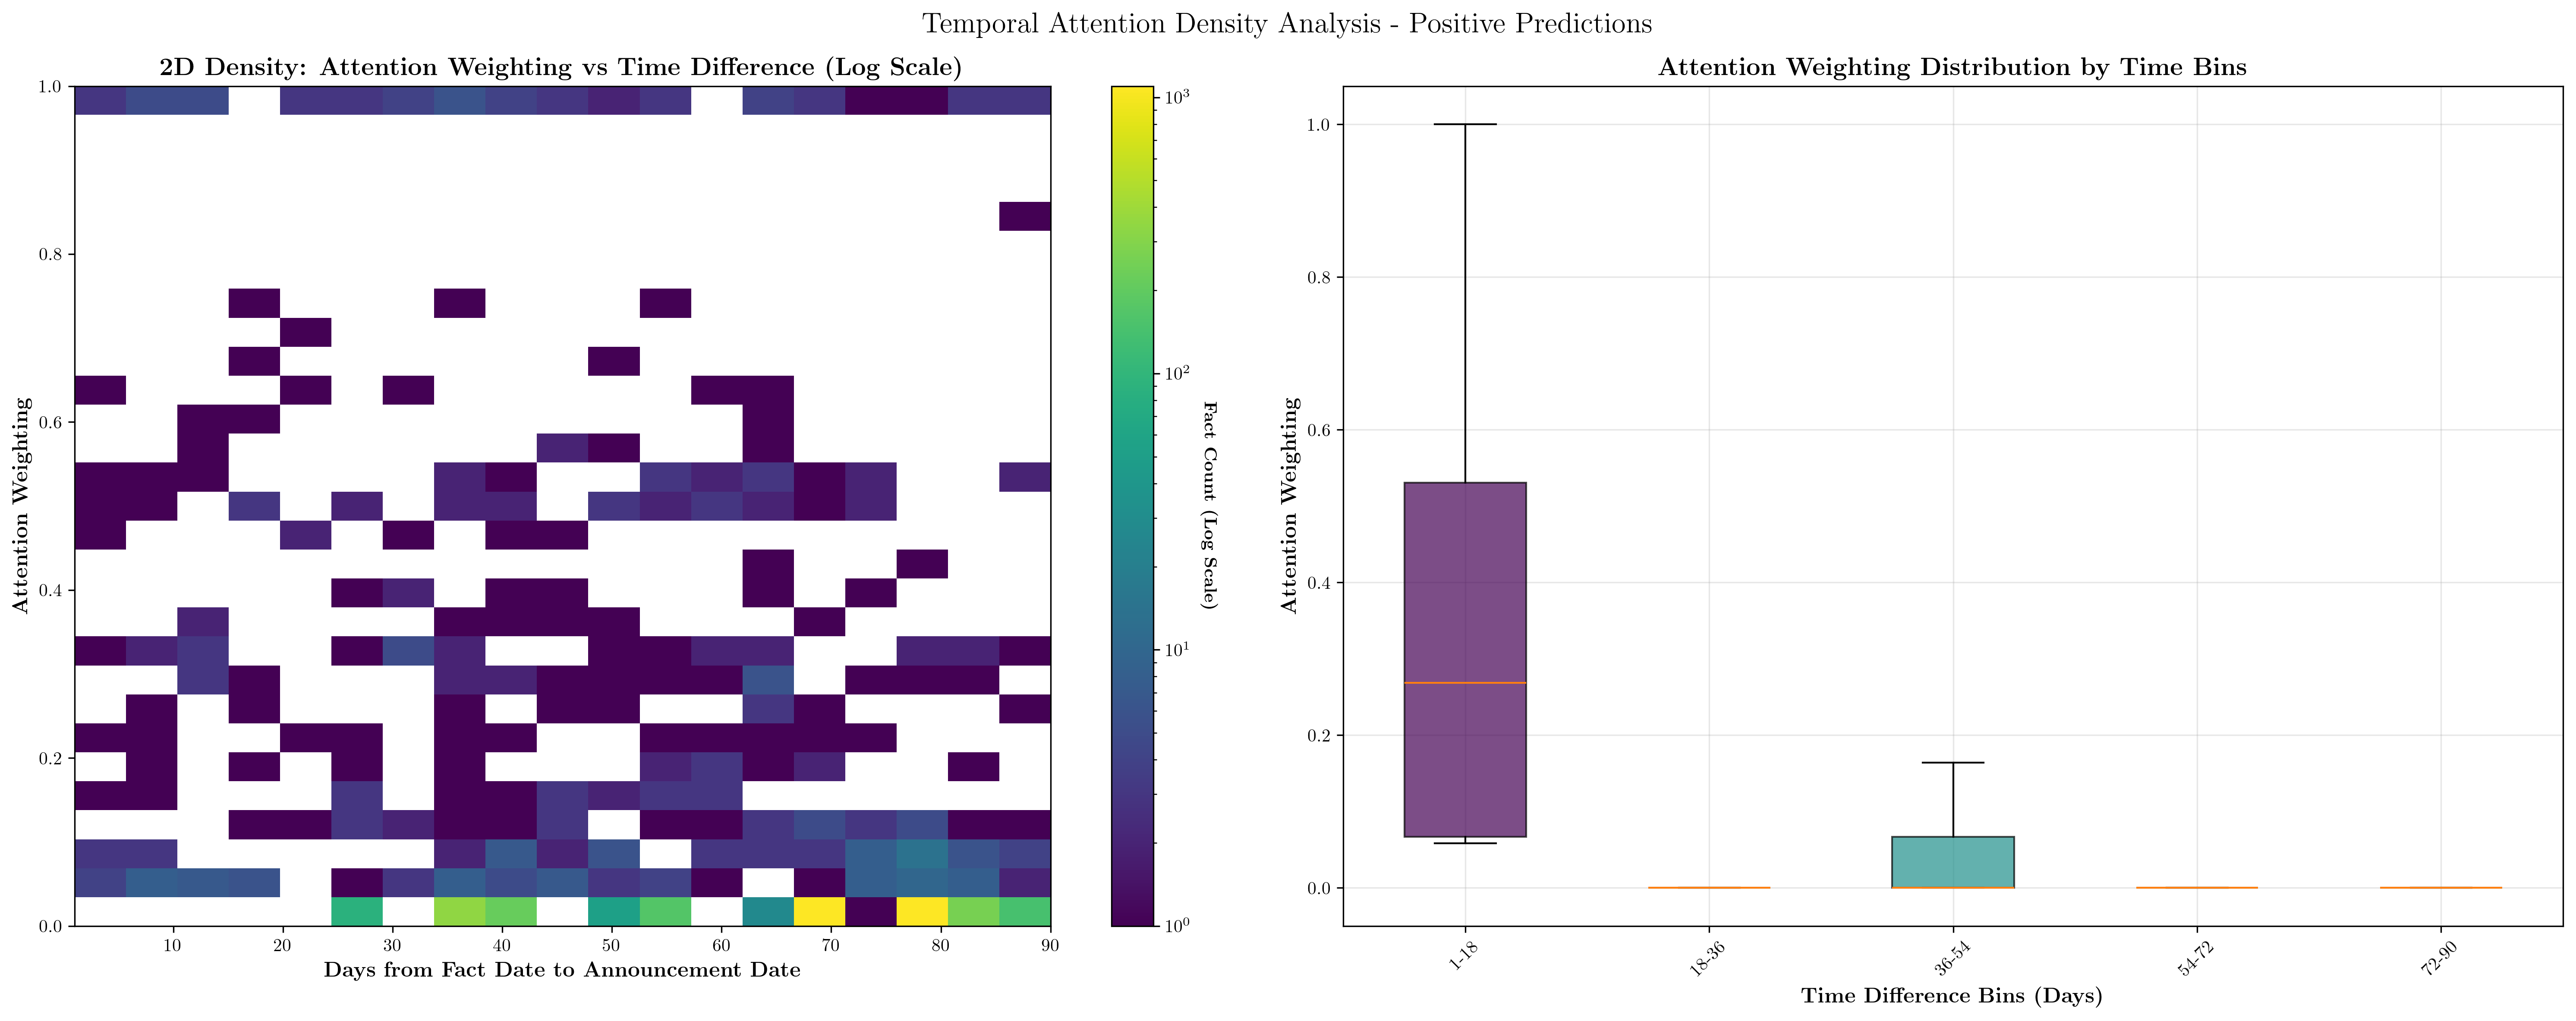 Temporal Attention Density Analysis - Positive Predictions
2D Density: Attention Weighting vs Time Difference (Log Scale)
1.0
0.8
0.6
0.4
0.2
0.0
Attention Weighting
10 20 30 40 50 60 70 80 90
Days from Fact Date to Announcement Date
10³
10²
10¹
10⁰
Fact Count (Log Scale)
Attention Weighting Distribution by Time Bins
1.0
0.8
0.6
0.4
0.2
0.0
Attention Weighting
1-18 18-36 36-54 54-72 72-90
Time Difference Bins (Days)